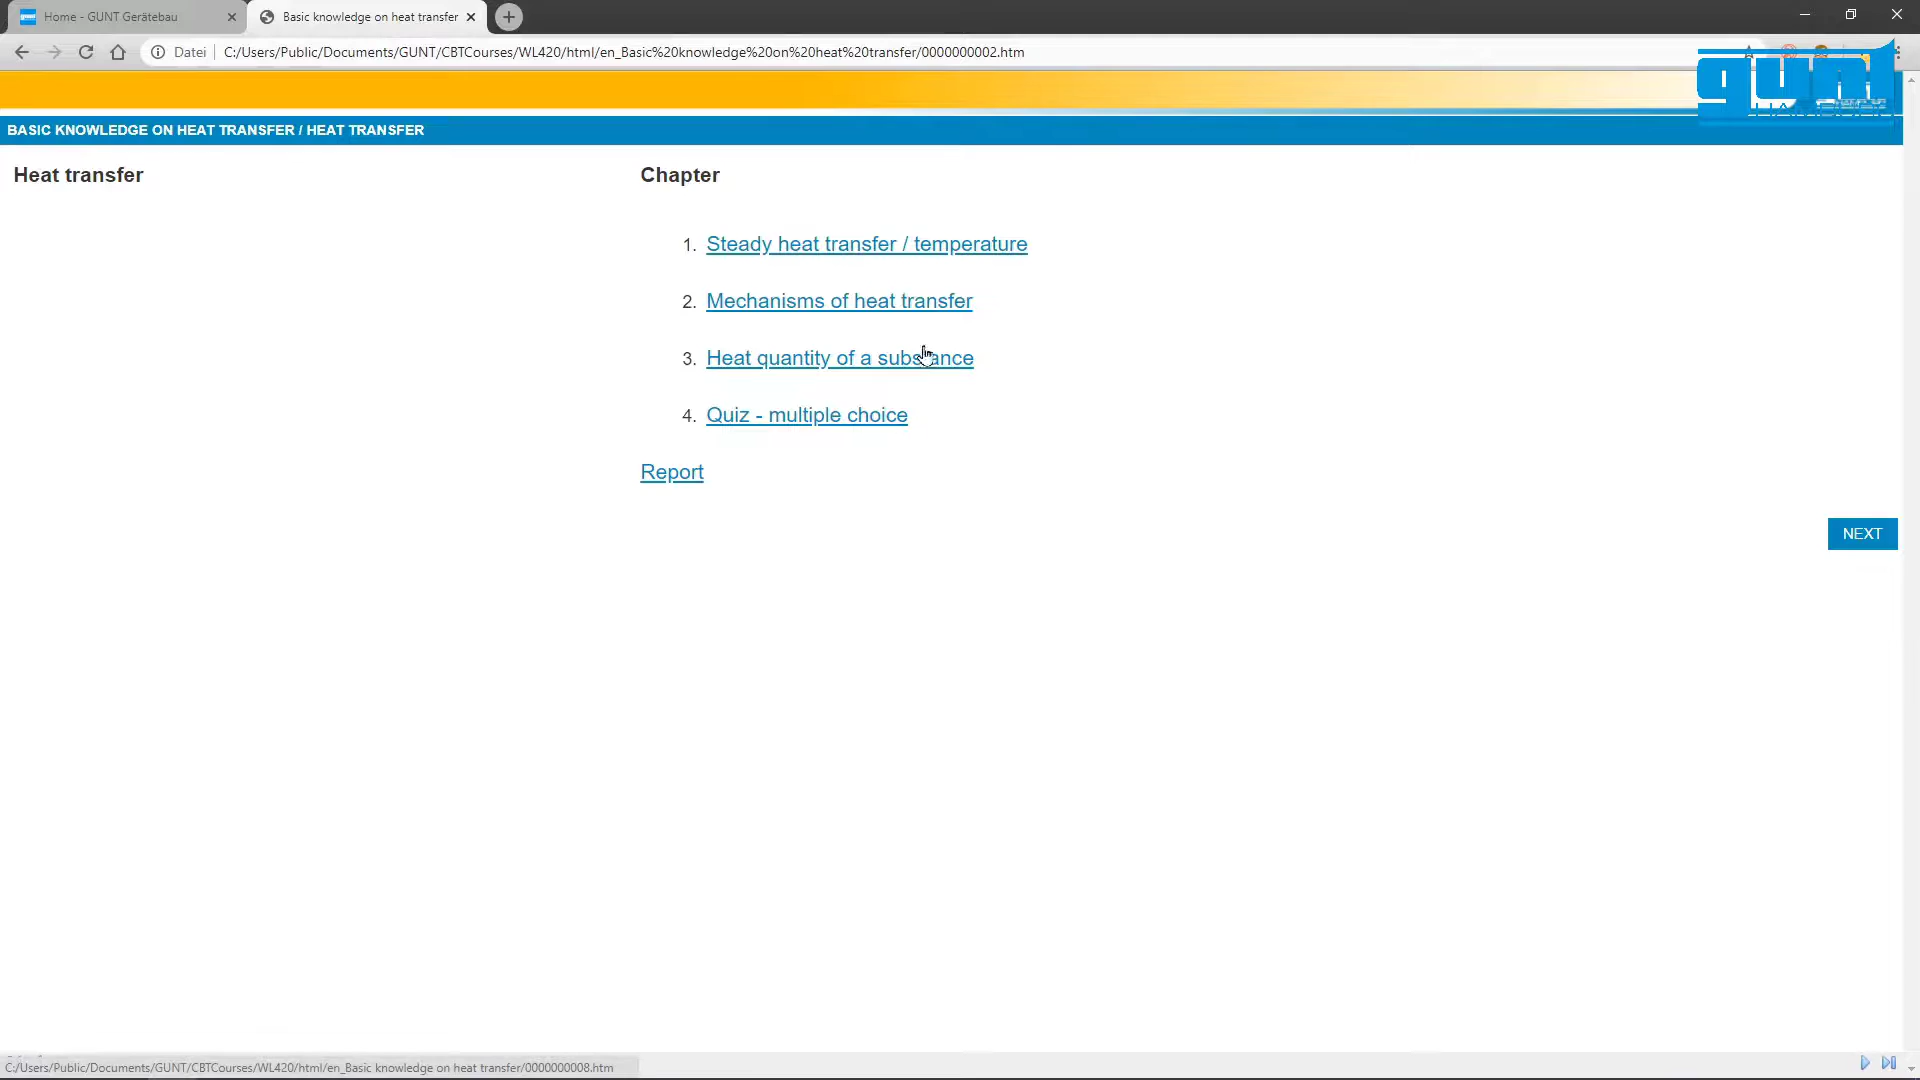 Home - GUNT Gerätebau
Basic knowledge on heat transfer
Datei
C:/Users/Public/Documents/GUNT/CBTCourses/WL420/html/en_Basic%20knowledge%20on%20heat%20transfer/0000000002.htm
gunt
BASIC KNOWLEDGE ON HEAT TRANSFER / HEAT TRANSFER
Heat transfer
Chapter
1. Steady heat transfer / temperature
2. Mechanisms of heat transfer
3. Heat quantity of a substance
4. Quiz - multiple choice
Report
NEXT
C:/Users/Public/Documents/GUNT/CBTCourses/WL420/html/en_Basic knowledge on heat transfer/0000000008.htm